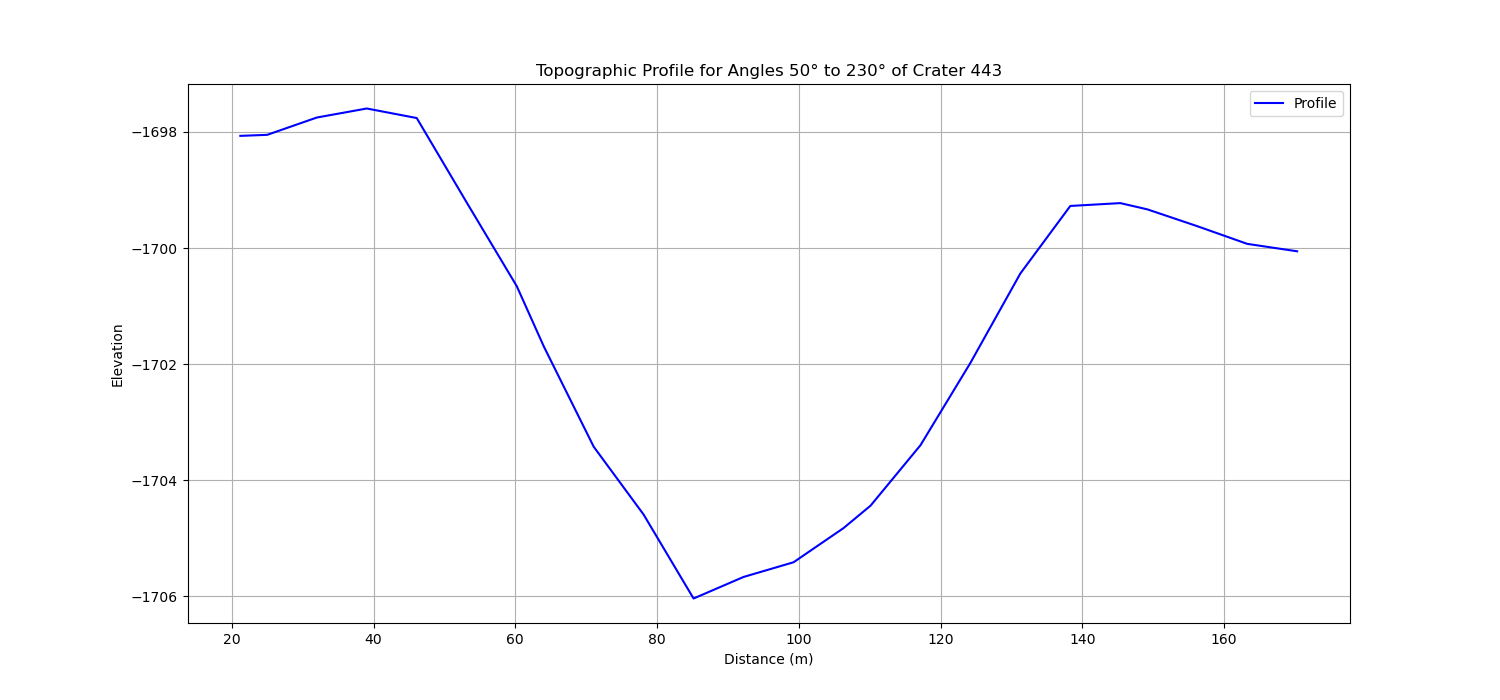 Topographic Profile for Angles 50° to 230° of Crater 443
Profile
−1698
−1700
−1702
−1704
−1706
Elevation
20 40 60 80 100 120 140 160
Distance (m)